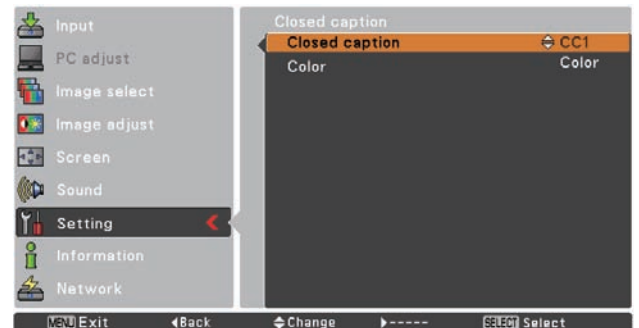 Input
PC adjust
Image select
Image adjust
Screen
Sound
Setting
Information
Network
Closed caption
Closed caption CC1
Color Color
MENU Exit Back Change ----- SELECT Select